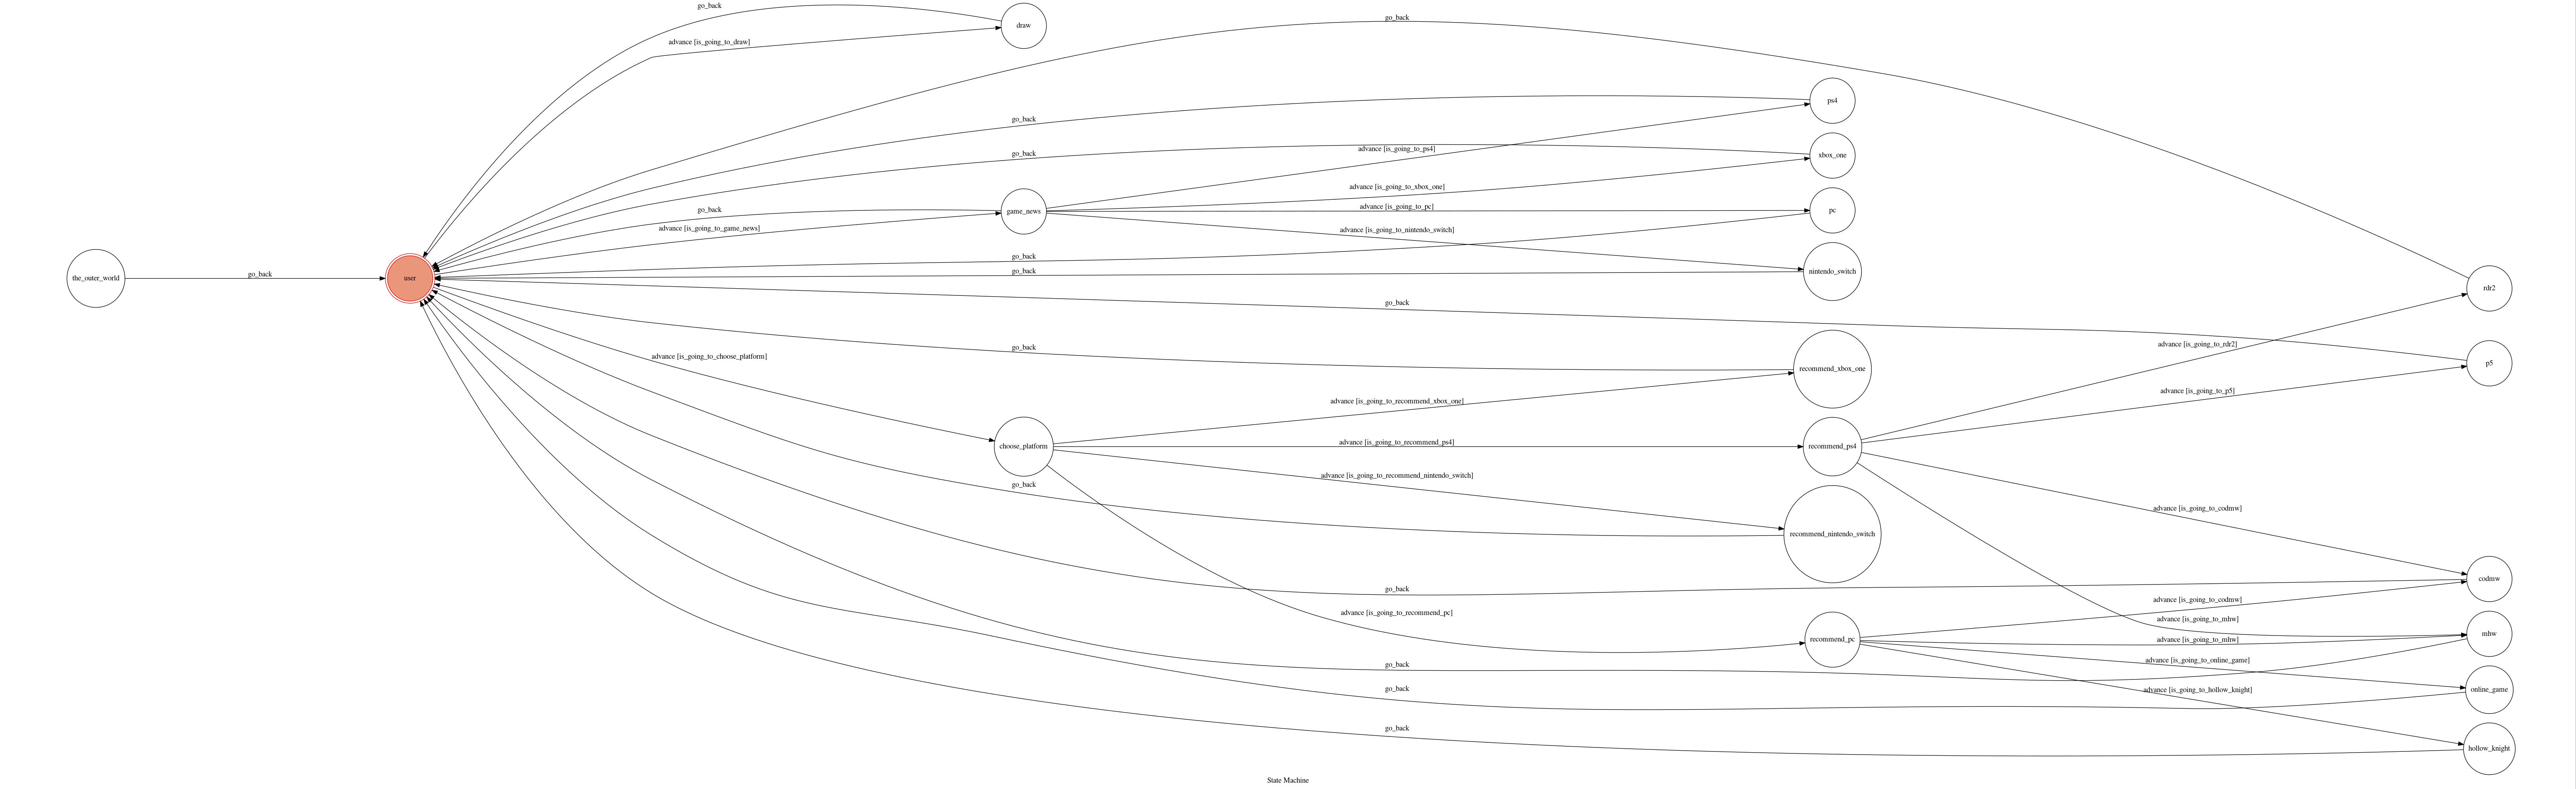 go_back
draw
go_back
advance [is_going_to_draw]
ps4
go_back
advance [is_going_to_ps4]
go_back
xbox_one
advance [is_going_to_xbox_one]
go_back
game_news
advance [is_going_to_pc]
pc
advance [is_going_to_game_news]
advance [is_going_to_nintendo_switch]
go_back
go_back
nintendo_switch
the_outer_world
go_back
user
rdr2
go_back
advance [is_going_to_rdr2]
go_back
advance [is_going_to_choose_platform]
p5
recommend_xbox_one
advance [is_going_to_p5]
advance [is_going_to_recommend_xbox_one]
choose_platform
advance [is_going_to_recommend_ps4]
recommend_ps4
advance [is_going_to_recommend_nintendo_switch]
go_back
advance [is_going_to_codmw]
recommend_nintendo_switch
codmw
go_back
advance [is_going_to_codmw]
advance [is_going_to_recommend_pc]
advance [is_going_to_mhw]
mhw
recommend_pc
advance [is_going_to_mhw]
advance [is_going_to_online_game]
go_back
go_back
advance [is_going_to_hollow_knight]
online_game
go_back
hollow_knight
State Machine